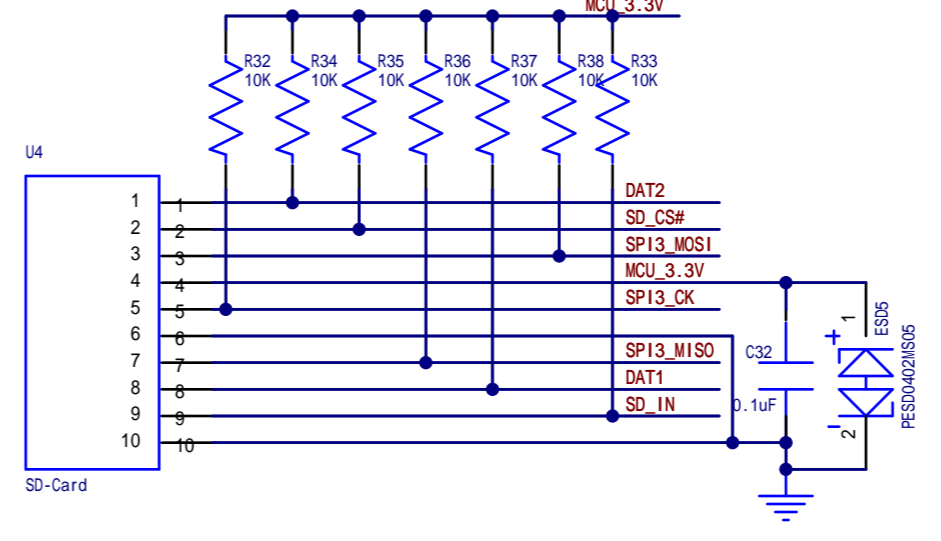 MCU_3.3V
R32 R34 R35 R36 R37 R38 R33
10K 10K 10K 10K 10K 10K 10K
U4
1 1 DAT2
2 2 SD_CS#
3 3 SPI3_MOSI
4 4 MCU_3.3V
5 5 SPI3_CK
6 6
7 7 SPI3_MISO
8 8 DAT1
9 9 SD_IN
10 10
SD-Card
C32
0.1uF
+
1
ESD5
PESD0402MS05
-
2